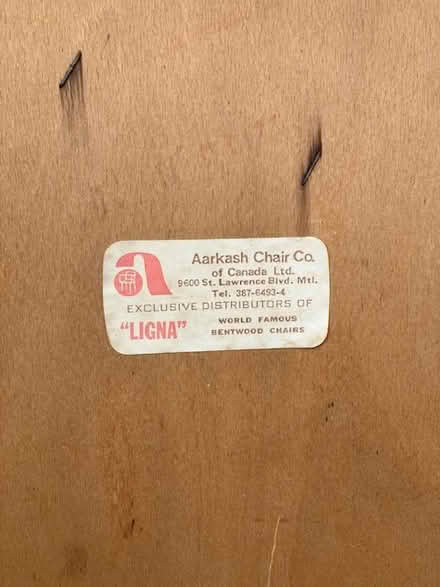 a
Aarkash Chair Co.
of Canada Ltd.
9600 St. Lawrence Blvd. Mtl.
Tel. 387-6493-4
EXCLUSIVE DISTRIBUTORS OF
"LIGNA"
WORLD FAMOUS
BENTWOOD CHAIRS